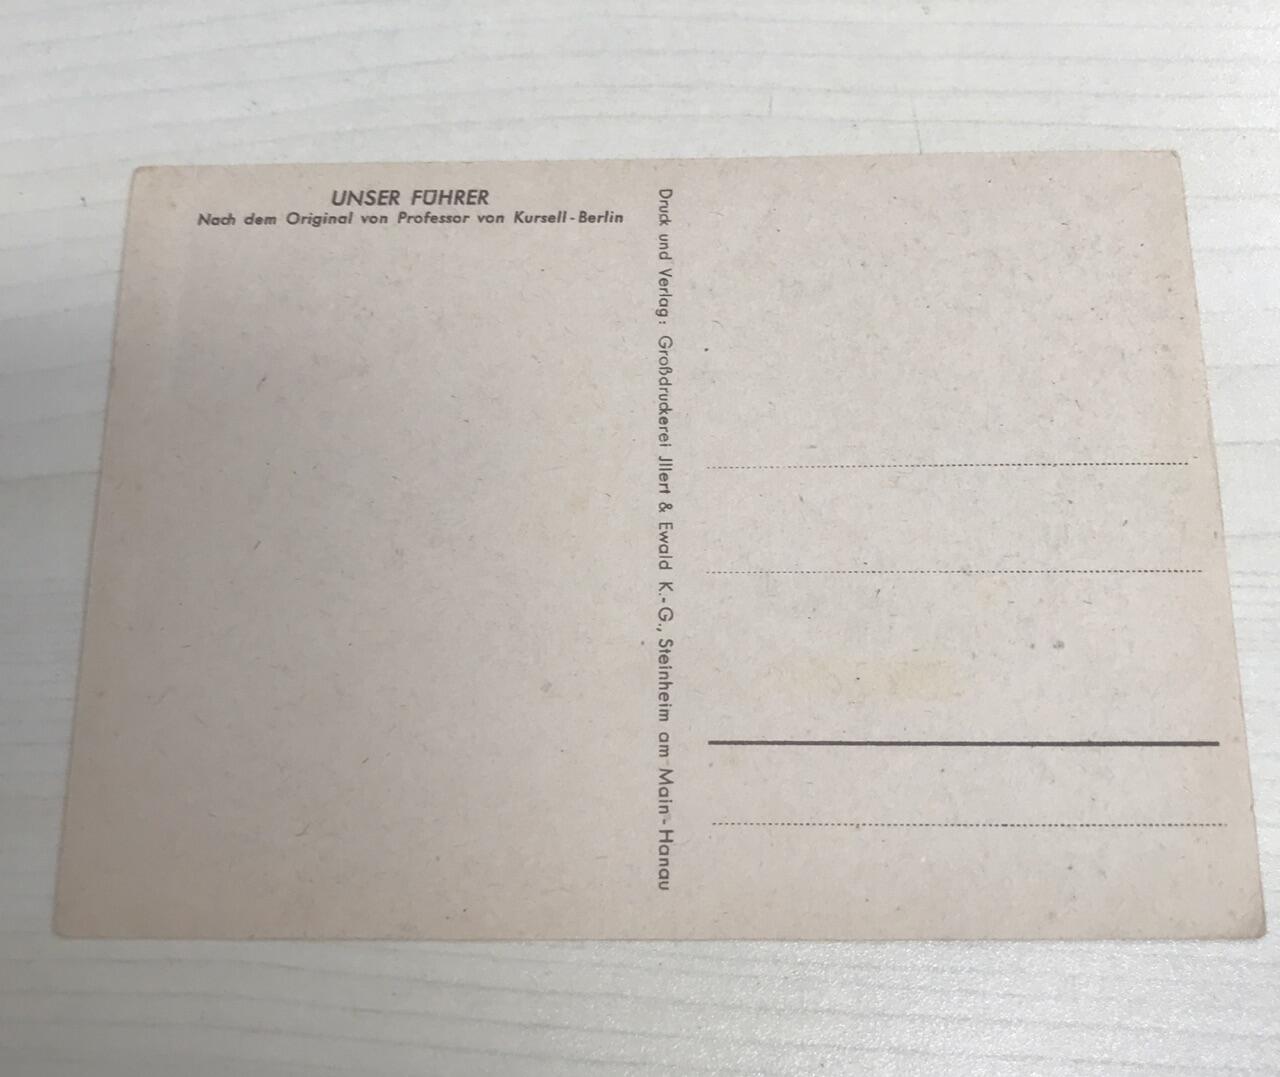 UNSER FÜHRER
Nach dem Original von Professor von Kursell-Berlin
Druck und Verlag: Großdruckerei Jllert & Ewald K.-G., Steinheim am Main-Hanau